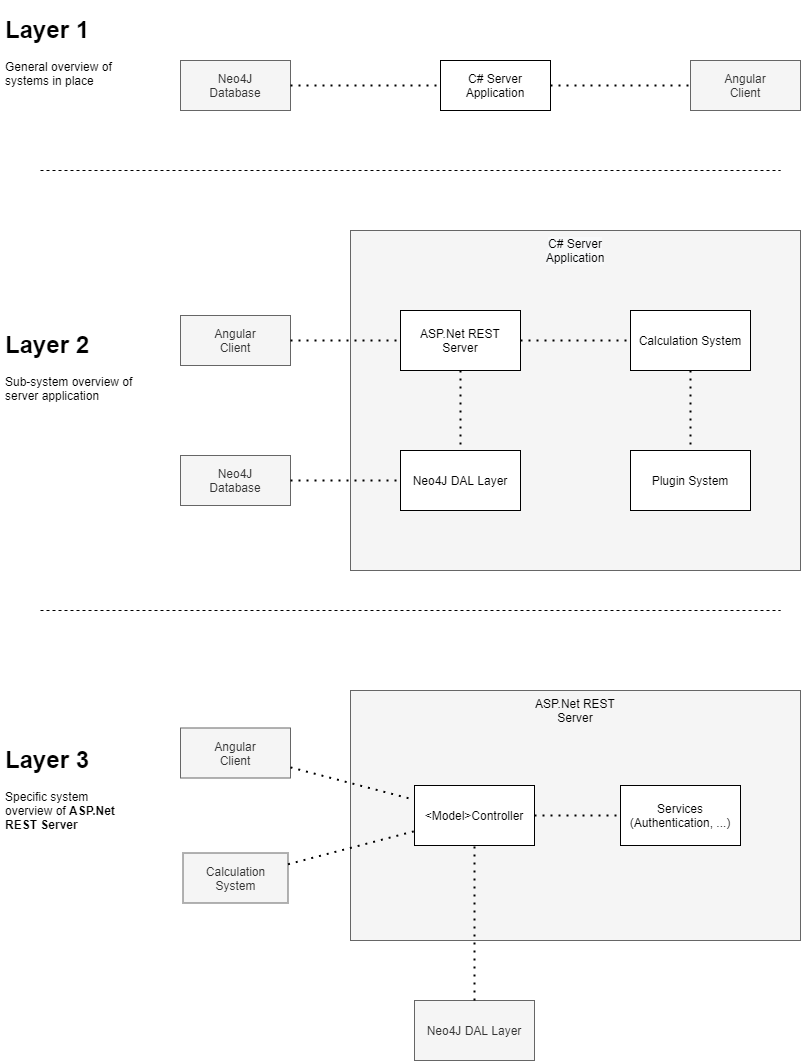 Layer 1
General overview of
systems in place
Neo4J
Database
C# Server
Application
Angular
Client
C# Server
Application
Layer 2
Sub-system overview of
server application
Angular
Client
ASP.Net REST
Server
Calculation System
Neo4J
Database
Neo4J DAL Layer
Plugin System
ASP.Net REST
Server
Layer 3
Specific system
overview of ASP.Net
REST Server
Angular
Client
<Model>Controller
Services
(Authentication, ...)
Calculation
System
Neo4J DAL Layer